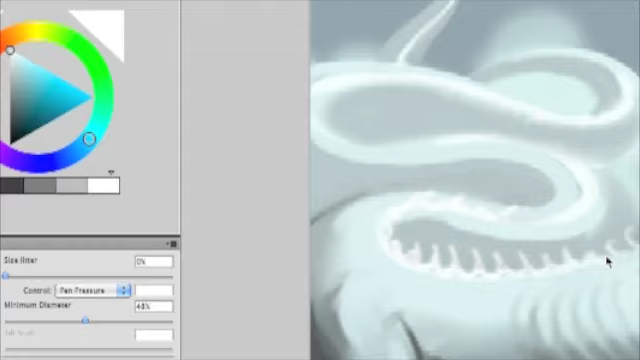 Size Jitter 0%
Control: Pen Pressure
Minimum Diameter 48%